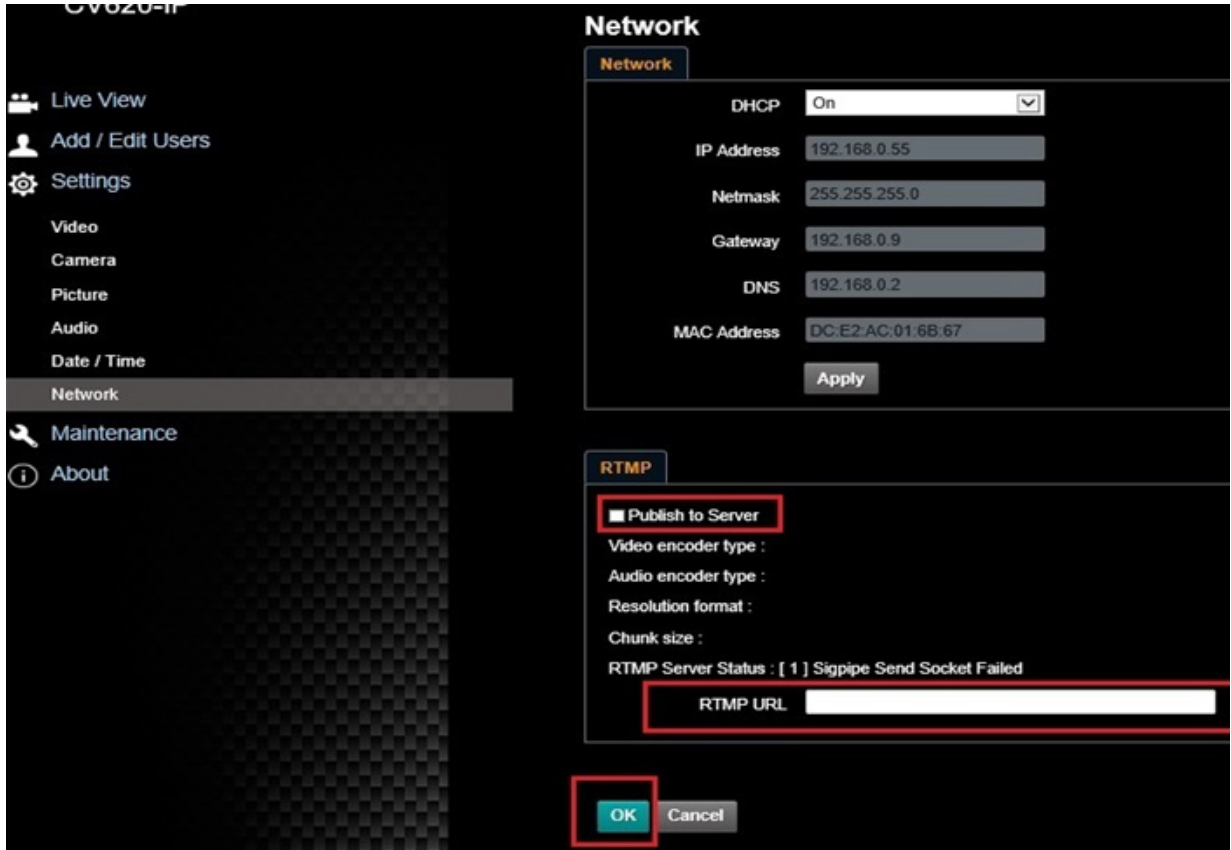 CV620-IP
Live View
Add / Edit Users
Settings
Video
Camera
Picture
Audio
Date / Time
Network
Maintenance
About
Network
Network
DHCP On
IP Address 192.168.0.55
Netmask 255.255.255.0
Gateway 192.168.0.9
DNS 192.168.0.2
MAC Address DC:E2:AC:01:6B:67
Apply
RTMP
Publish to Server
Video encoder type :
Audio encoder type :
Resolution format :
Chunk size :
RTMP Server Status : [ 1 ] Sigpipe Send Socket Failed
RTMP URL
OK Cancel